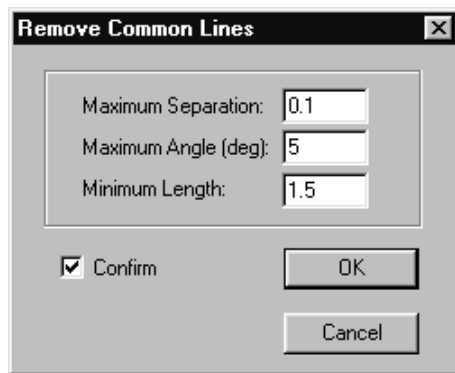 Remove Common Lines
Maximum Separation: 0.1
Maximum Angle (deg): 5
Minimum Length: 1.5
Confirm
OK
Cancel